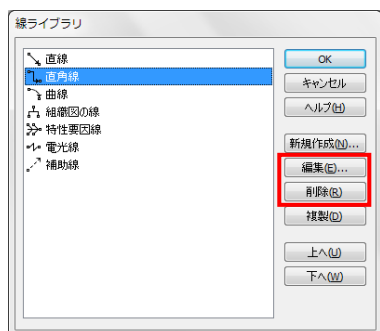 線ライブラリ
直線
直角線
曲線
組織図の線
特性要因線
電光線
補助線
OK
キャンセル
ヘルプ(H)
新規作成(N)...
編集(E)...
削除(R)
複製(D)
上へ(U)
下へ(W)